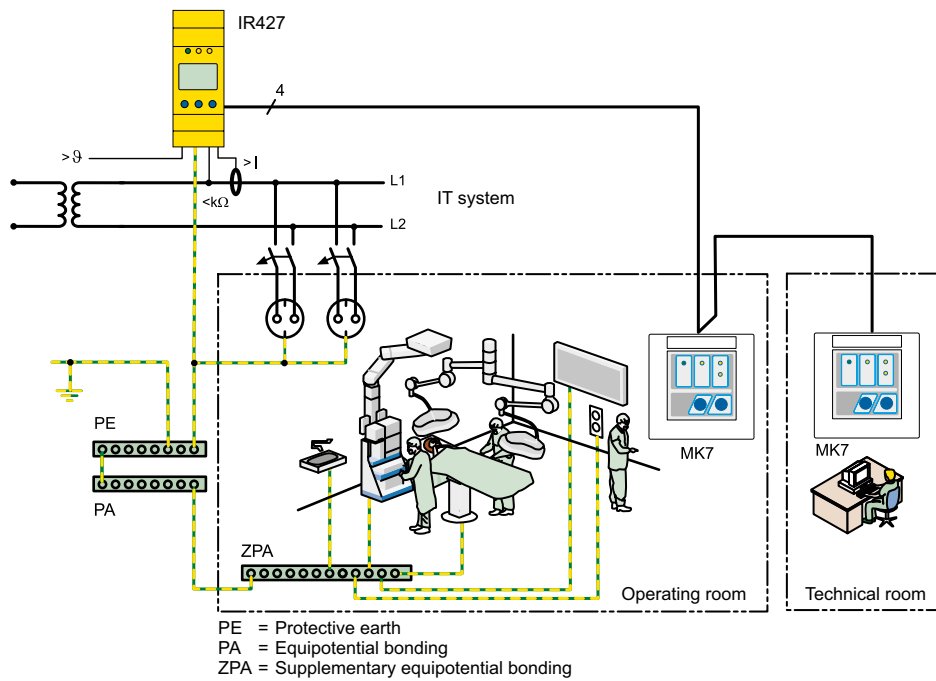 IR427
4
>ϑ
>I
<kΩ
L1
IT system
L2
PE
MK7
MK7
PA
ZPA
Operating room
Technical room
PE = Protective earth
PA = Equipotential bonding
ZPA = Supplementary equipotential bonding